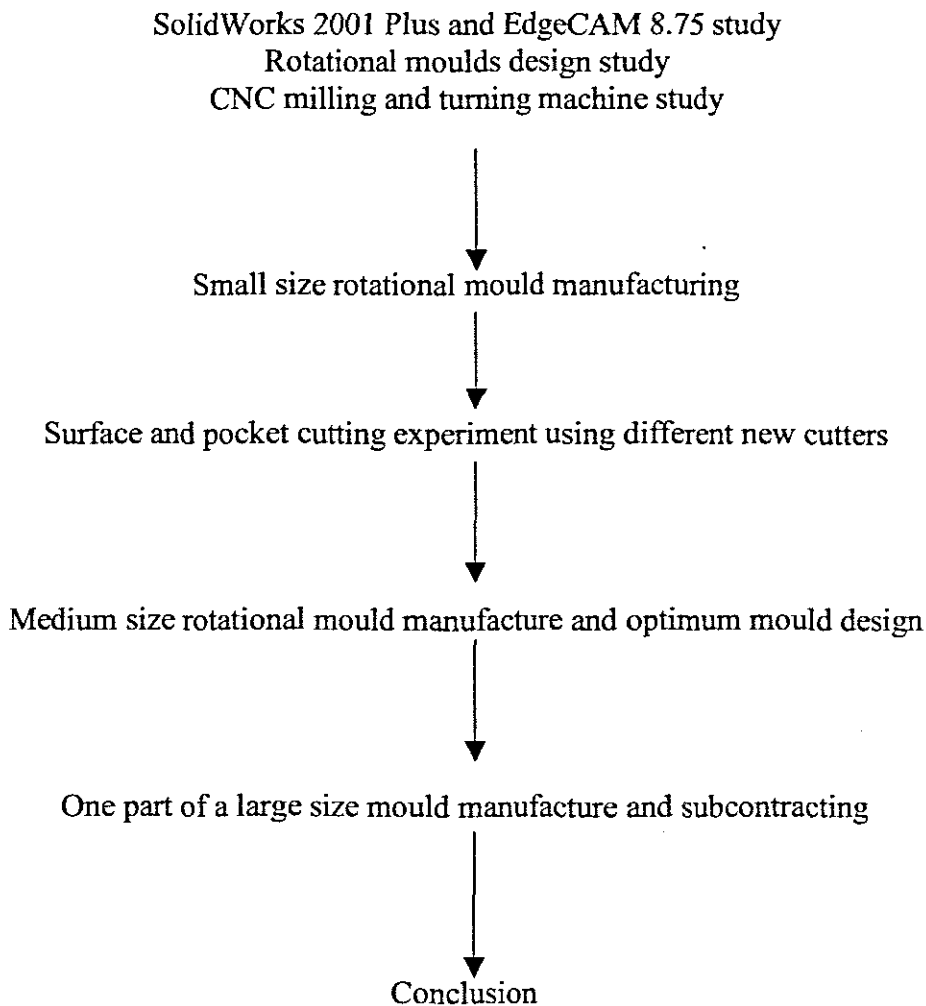 SolidWorks 2001 Plus and EdgeCAM 8.75 study
Rotational moulds design study
CNC milling and turning machine study
Small size rotational mould manufacturing
Surface and pocket cutting experiment using different new cutters
Medium size rotational mould manufacture and optimum mould design
One part of a large size mould manufacture and subcontracting
Conclusion